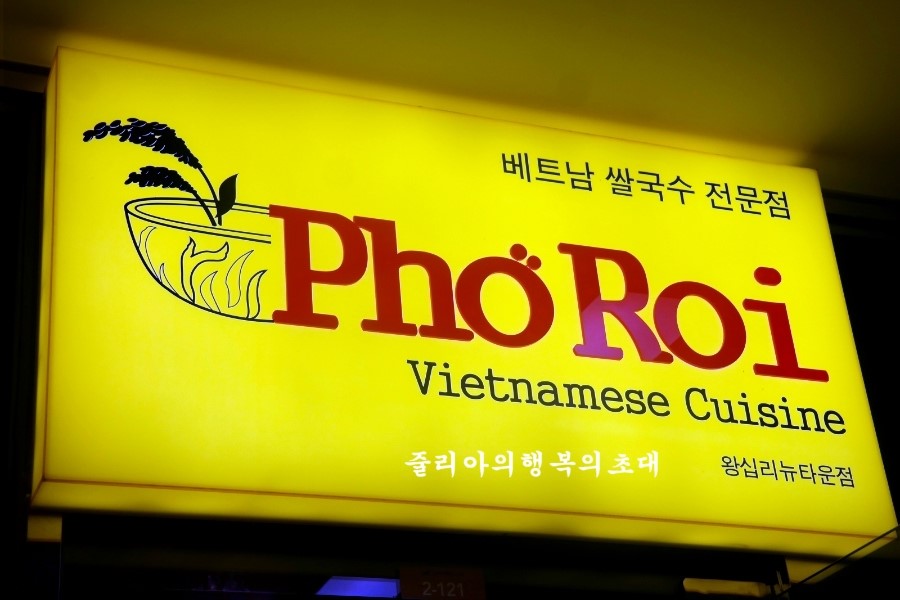 베트남 쌀국수 전문점
Phở Roi
Vietnamese Cuisine
줄리아의행복의초대
왕십리뉴타운점
2-121